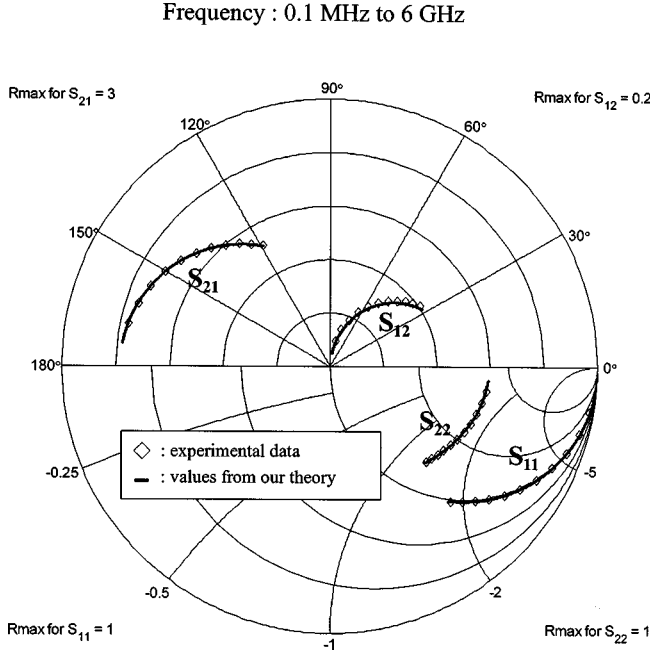 Frequency : 0.1 MHz to 6 GHz
Rmax for S21 = 3
90°
Rmax for S12 = 0.2
120°
60°
150°
30°
S21
S12
180°
0°
S22
S11
◇ : experimental data
━ : values from our theory
-0.25
-5
-0.5
-2
Rmax for S11 = 1
-1
Rmax for S22 = 1